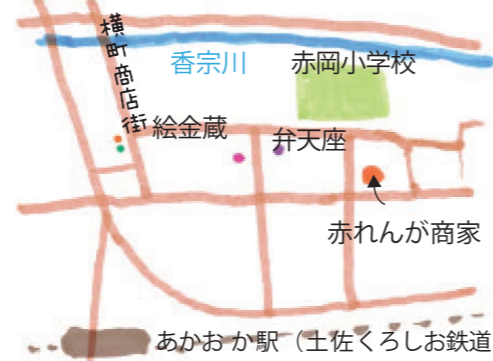 横町商店街
香宗川
赤岡小学校
絵金蔵
弁天座
赤れんが商家
あかおか駅（土佐くろしお鉄道